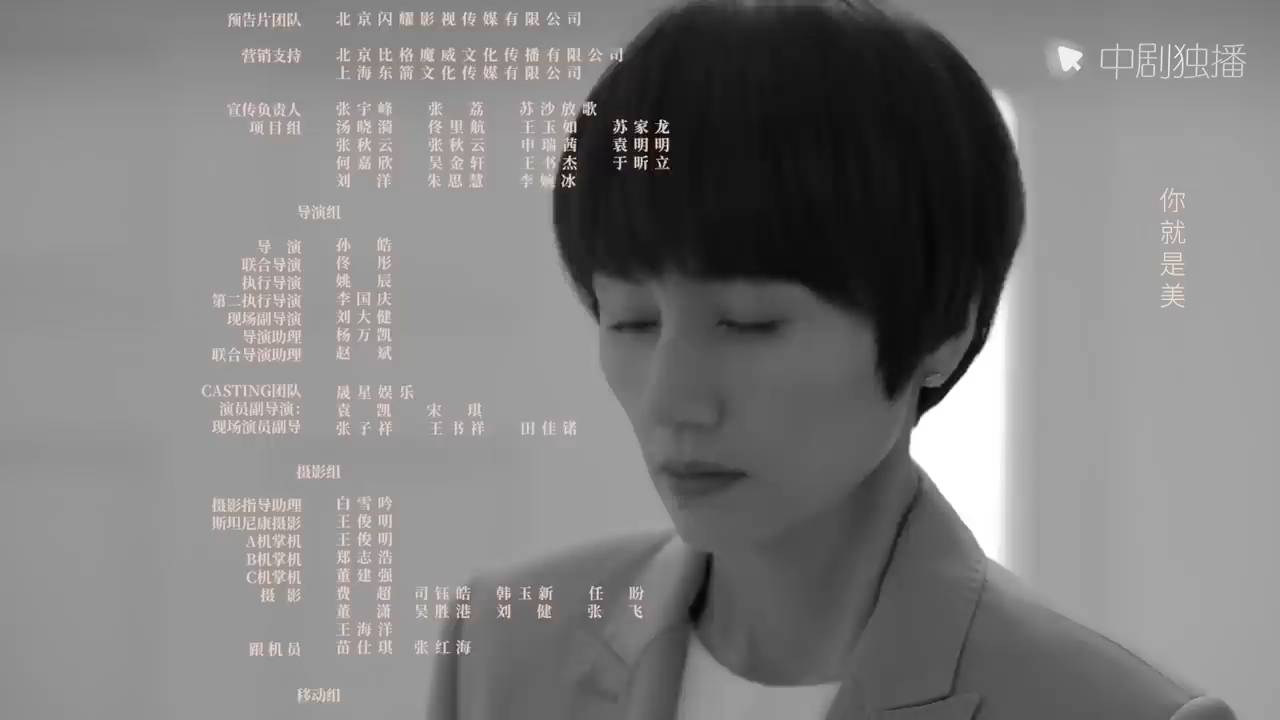 预告片团队 北京闪耀影视传媒有限公司
营销支持 北京比格魔威文化传播有限公司
上海东箭文化传媒有限公司
宣传负责人 张宇峰 张荔 苏沙放歌
项目组 汤晓漪 佟里航 王玉如 苏家龙
张秋云 张秋云 申瑞茜 袁明明
何嘉欣 吴金轩 王书杰 于昕立
刘洋 朱思慧 李婉冰
导演组
导演 孙皓
联合导演 佟彤
执行导演 姚辰
第二执行导演 李国庆
现场副导演 刘大健
导演助理 杨万凯
联合导演助理 赵斌
CASTING团队 晟星娱乐
演员副导演: 袁凯 宋琪
现场演员副导 张子祥 王书祥 田佳锘
摄影组
摄影指导助理 白雪吟
斯坦尼康摄影 王俊明
A机掌机 王俊明
B机掌机 郑志浩
C机掌机 董建强
摄影 费超 司钰皓 韩玉新 任盼
董潇 吴胜港 刘健 张飞
王海洋
跟机员 苗仕琪 张红海
移动组
中剧独播
你就是美